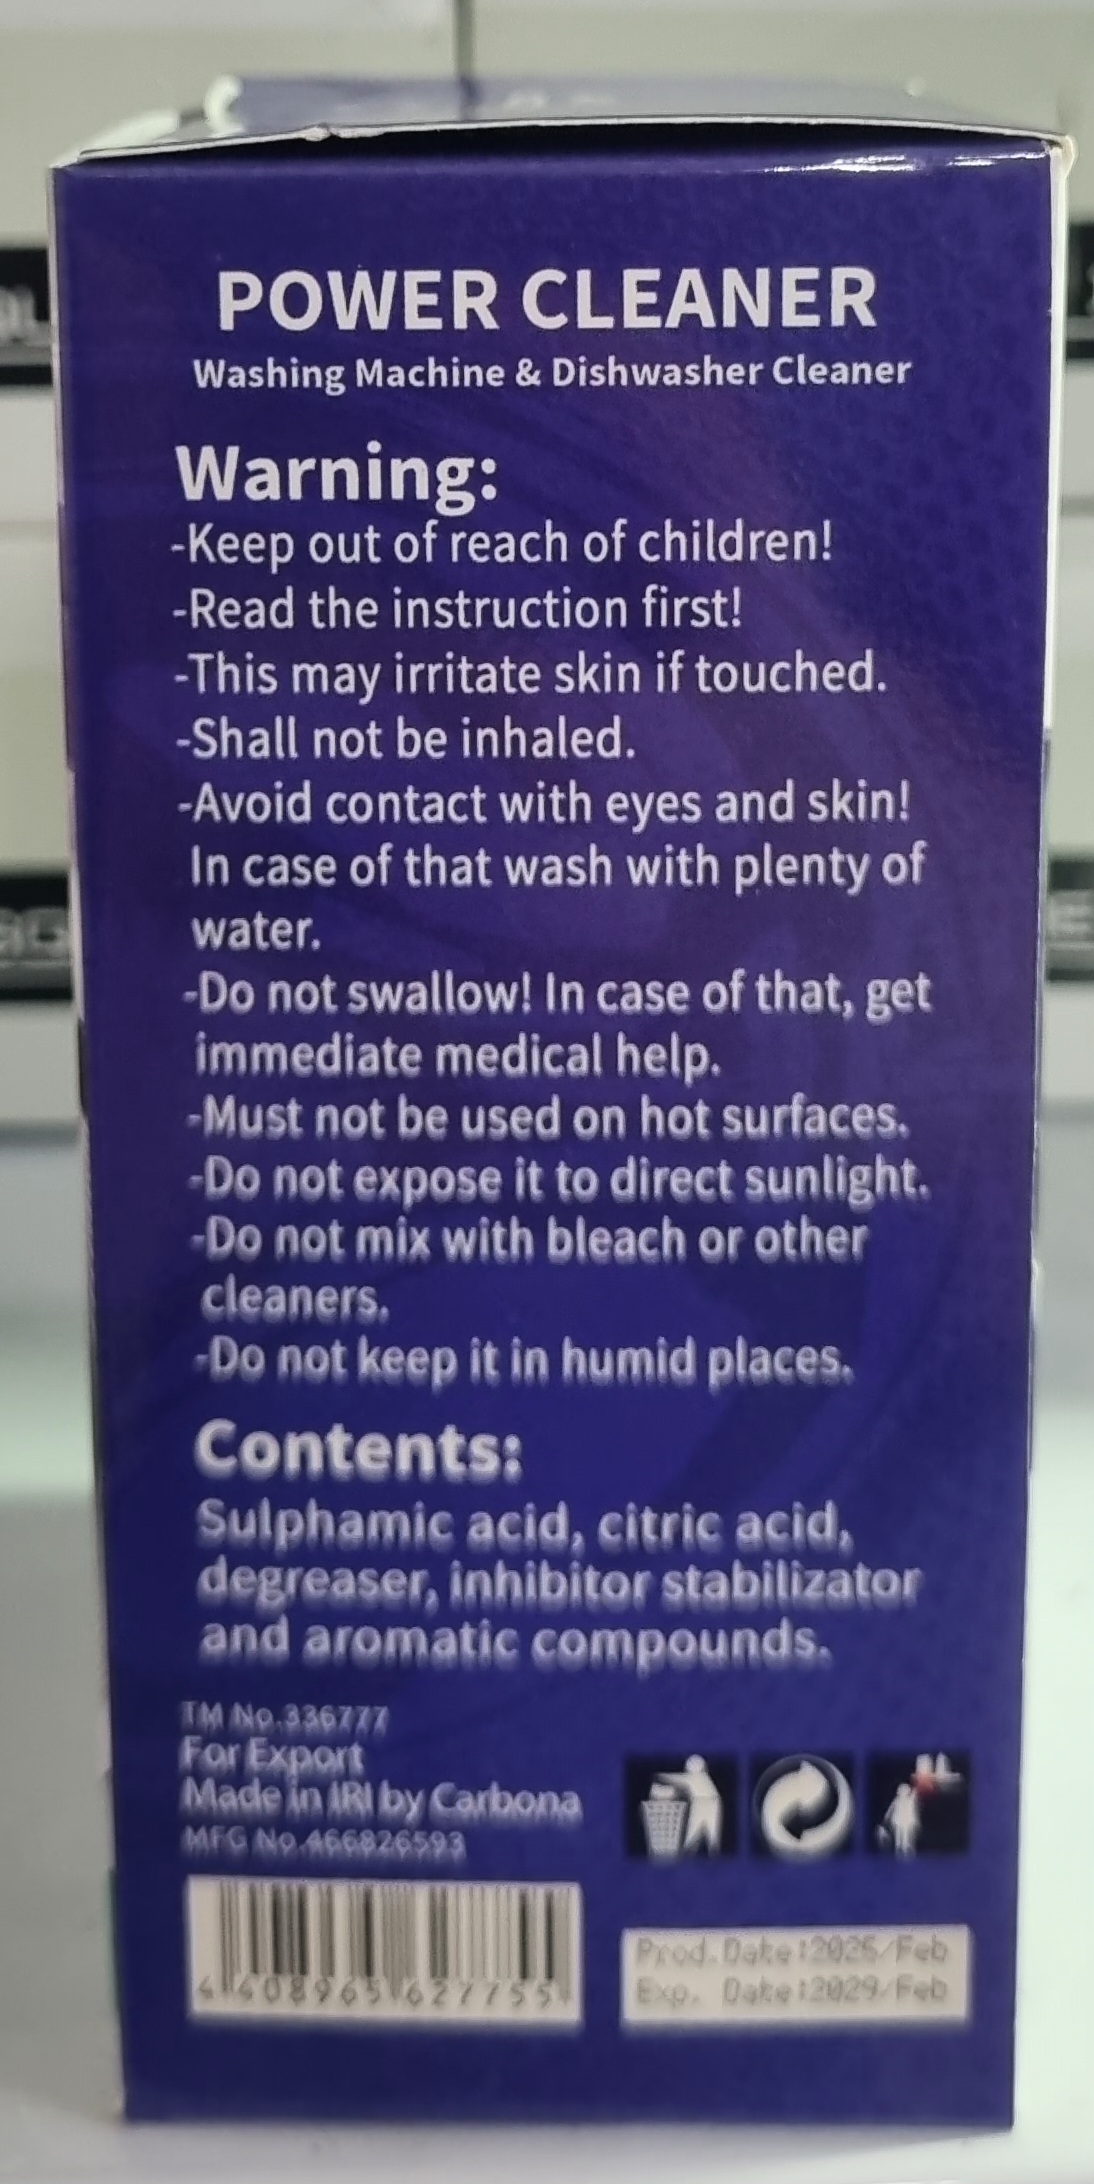 POWER CLEANER
Washing Machine & Dishwasher Cleaner
Warning:
-Keep out of reach of children!
-Read the instruction first!
-This may irritate skin if touched.
-Shall not be inhaled.
-Avoid contact with eyes and skin!
In case of that wash with plenty of
water.
-Do not swallow! In case of that, get
immediate medical help.
-Must not be used on hot surfaces.
-Do not expose it to direct sunlight.
-Do not mix with bleach or other
cleaners.
-Do not keep it in humid places.
Contents:
Sulphamic acid, citric acid,
degreaser, inhibitor stabilizator
and aromatic compounds.
TM No.336777
For Export
Made in IRI by Carbona
MFG No.466826593
4 408965 627755
Prod. Date:2025/Feb
Exp. Date:2029/Feb